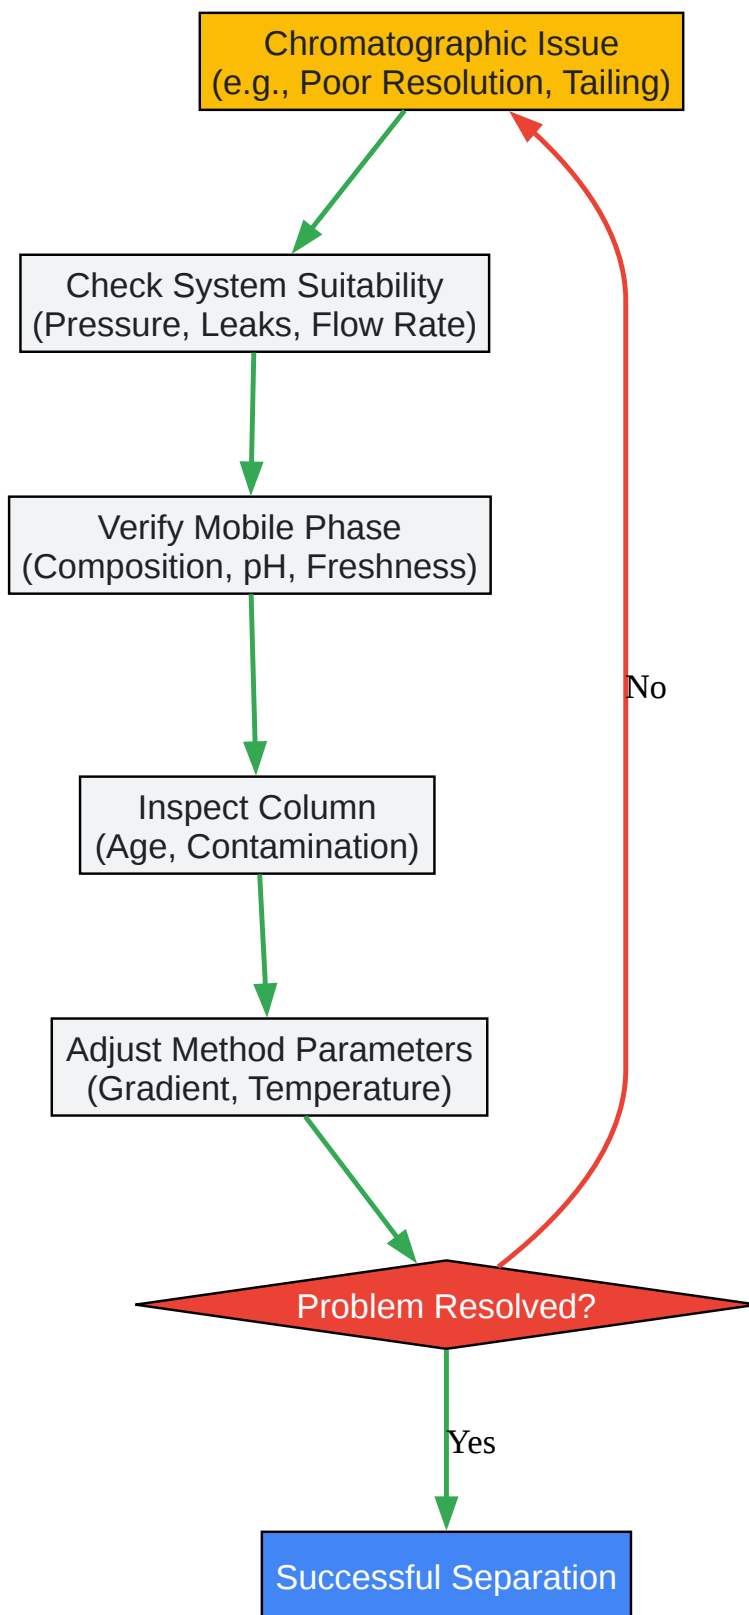 Chromatographic Issue
(e.g., Poor Resolution, Tailing)
Check System Suitability
(Pressure, Leaks, Flow Rate)
Verify Mobile Phase
(Composition, pH, Freshness)
No
Inspect Column
(Age, Contamination)
Adjust Method Parameters
(Gradient, Temperature)
Problem Resolved?
Yes
Successful Separation